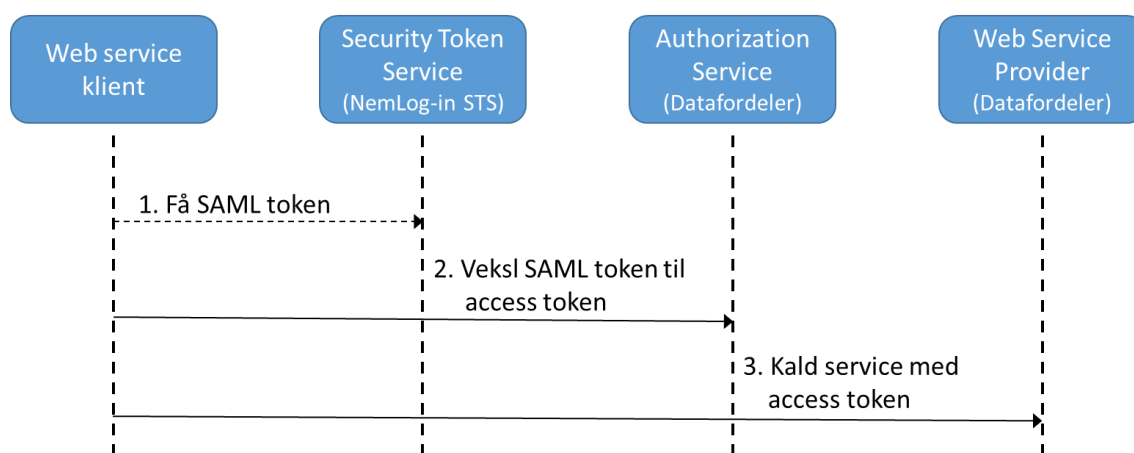 Web service
klient
Security Token
Service
(NemLog-in STS)
Authorization
Service
(Datafordeler)
Web Service
Provider
(Datafordeler)
1. Få SAML token
2. Veksl SAML token til
access token
3. Kald service med
access token